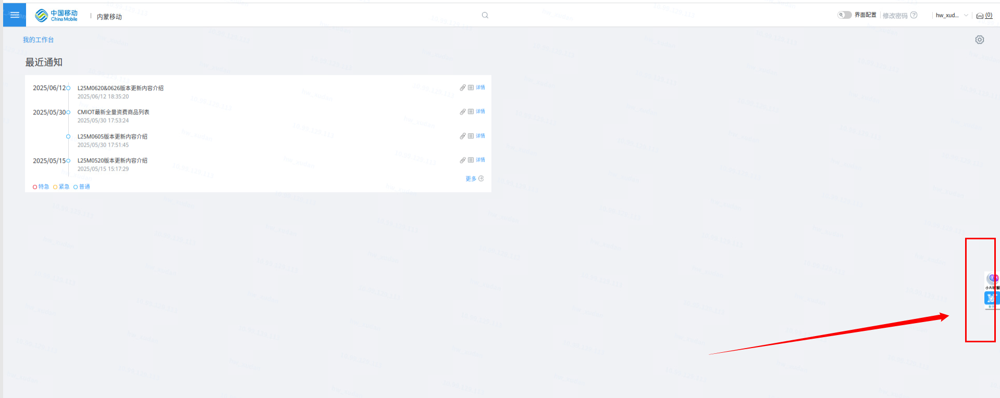 中国移动
China Mobile
内蒙移动
界面配置
修改密码
hw_xud...
(0)
我的工作台
最近通知
2025/06/12
L25M0620&0626版本更新内容介绍
详情
2025/06/12 18:35:20
2025/05/30
CMIOT最新全量资费商品列表
详情
2025/05/30 17:53:24
L25M0605版本更新内容介绍
详情
2025/05/30 17:51:45
2025/05/15
L25M0520版本更新内容介绍
详情
2025/05/15 15:17:29
更多
特急 紧急 普通
小AI